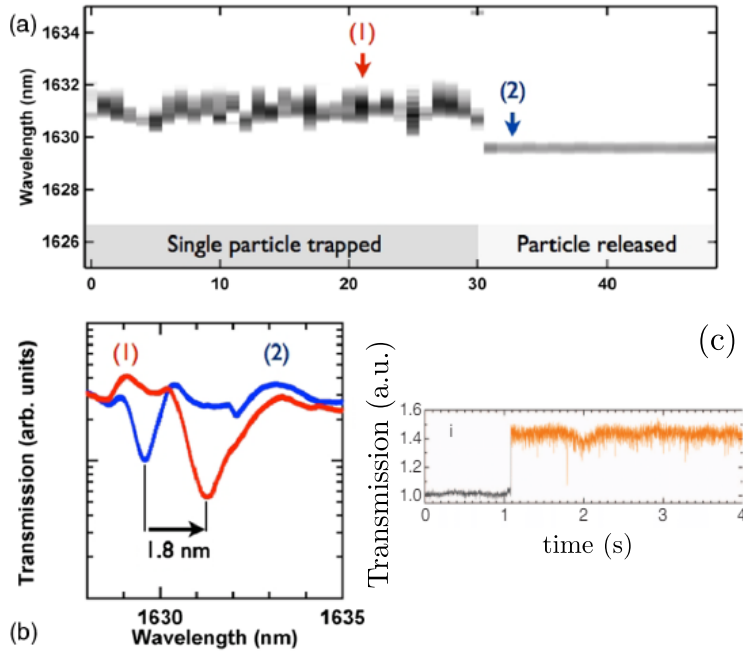 (a)
Wavelength (nm)
1634
1632
1630
1628
1626
(1)
(2)
Single particle trapped
Particle released
0
20
30
40
(b)
Transmission (arb. units)
(1)
(2)
1.8 nm
1630
1635
Wavelength (nm)
(c)
Transmission (a.u.)
1.6
1.4
1.2
1.0
i
0
1
2
3
4
time (s)